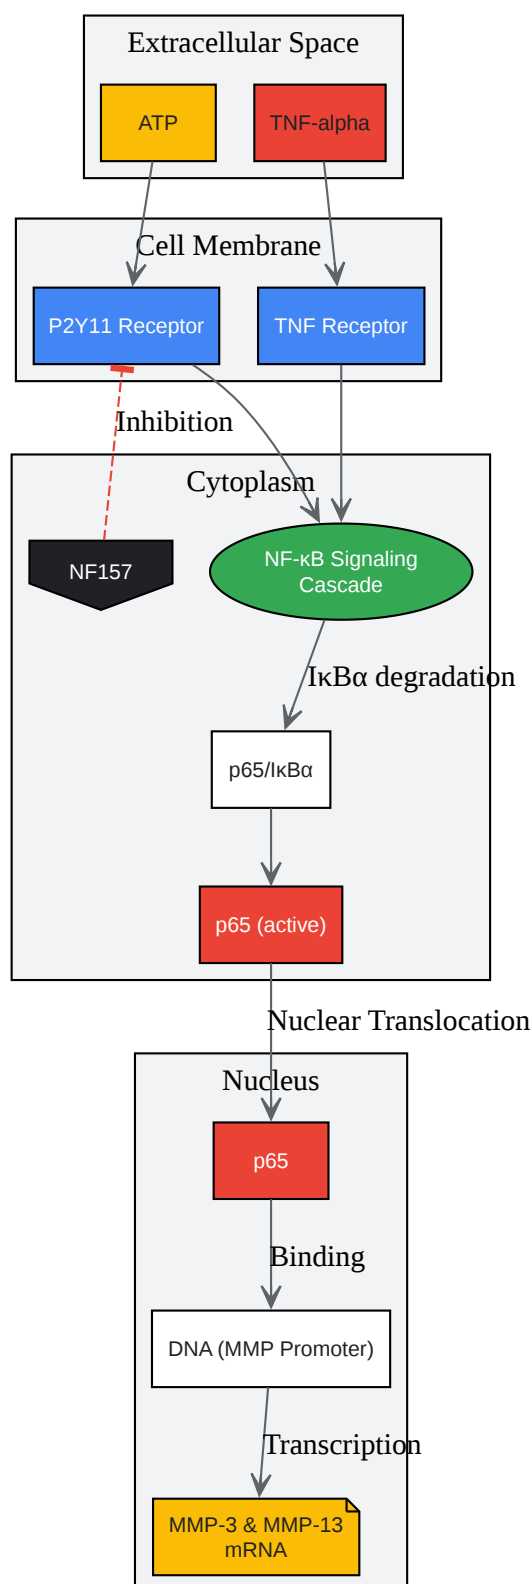 Extracellular Space
ATP
TNF-alpha
Cell Membrane
P2Y11 Receptor
TNF Receptor
Inhibition
Cytoplasm
NF157
NF-κB Signaling
Cascade
IκBα degradation
p65/IκBα
p65 (active)
Nuclear Translocation
Nucleus
p65
Binding
DNA (MMP Promoter)
Transcription
MMP-3 & MMP-13
mRNA